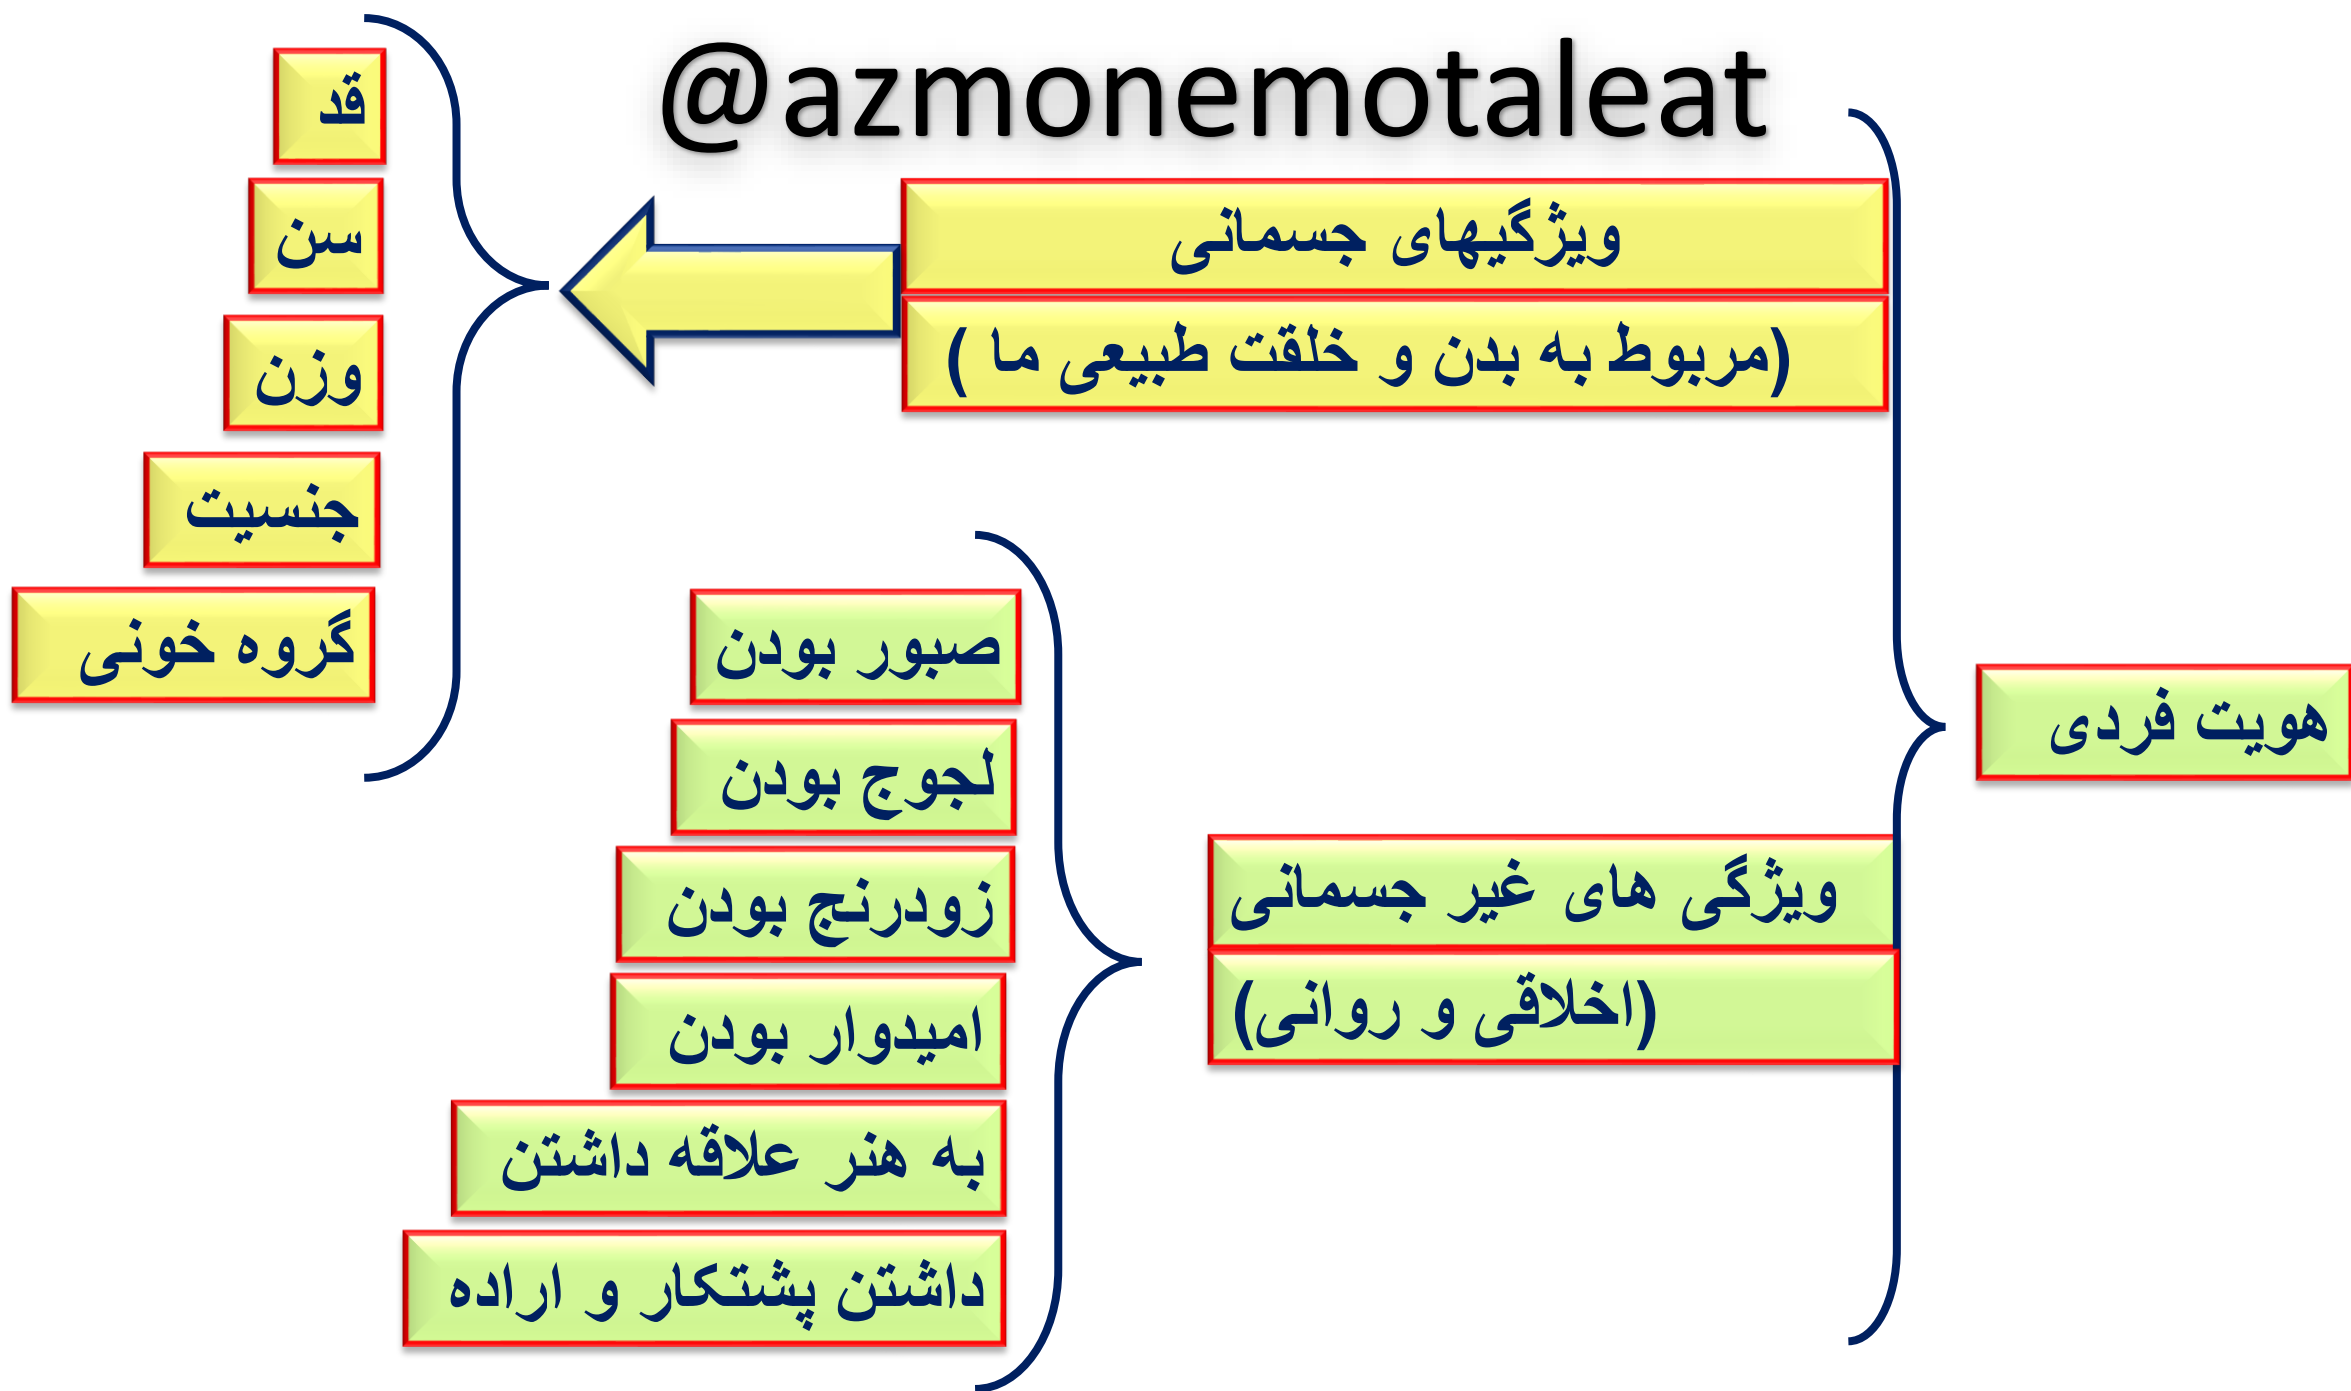 @azmonemotaleat
هویت فردی
ویژگیهای جسمانی
(مربوط به بدن و خلقت طبیعی ما )
قد
سن
وزن
جنسیت
گروه خونی
ویژگی های غیر جسمانی
(اخلاقی و روانی)
صبور بودن
لجوج بودن
زودرنج بودن
امیدوار بودن
به هنر علاقه داشتن
داشتن پشتکار و اراده